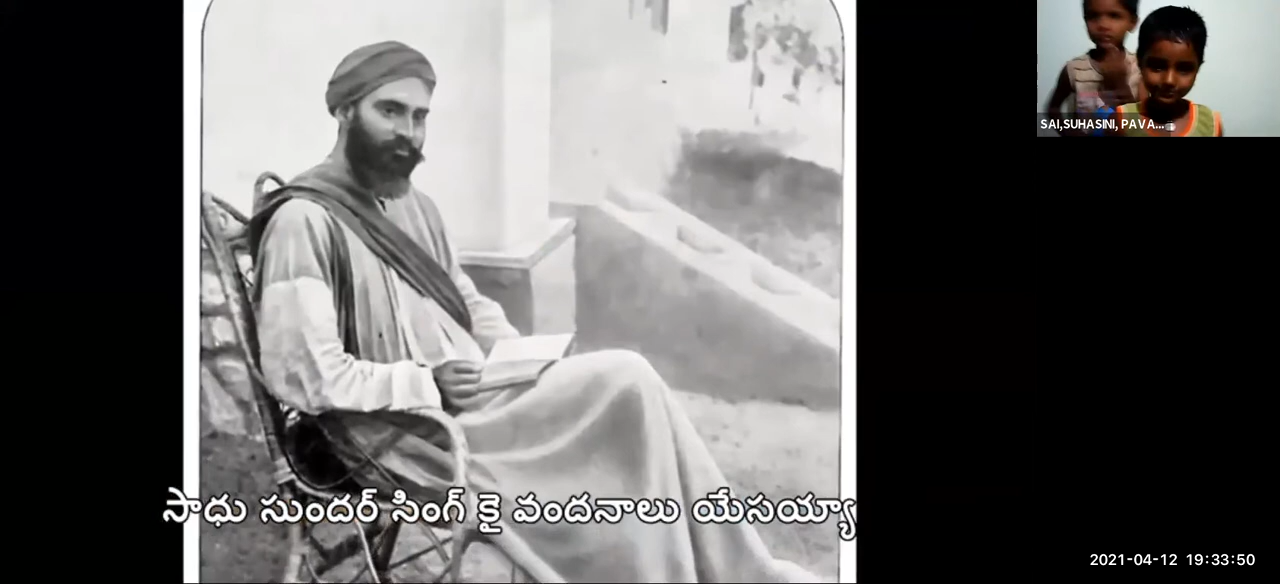 SAI,SUHASINI, PAVA...
సాధు సుందర్ సింగ్ కై వందనాలు యేసయ్యా
2021-04-12 19:33:50